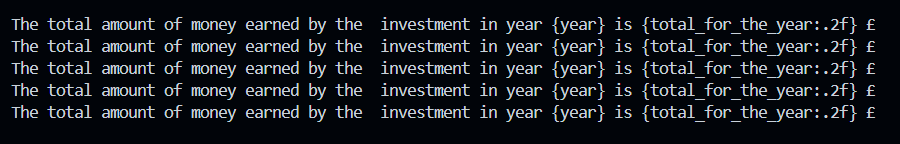 The total amount of money earned by the  investment in year {year} is {total_for_the_year:.2f} £
The total amount of money earned by the  investment in year {year} is {total_for_the_year:.2f} £
The total amount of money earned by the  investment in year {year} is {total_for_the_year:.2f} £
The total amount of money earned by the  investment in year {year} is {total_for_the_year:.2f} £
The total amount of money earned by the  investment in year {year} is {total_for_the_year:.2f} £